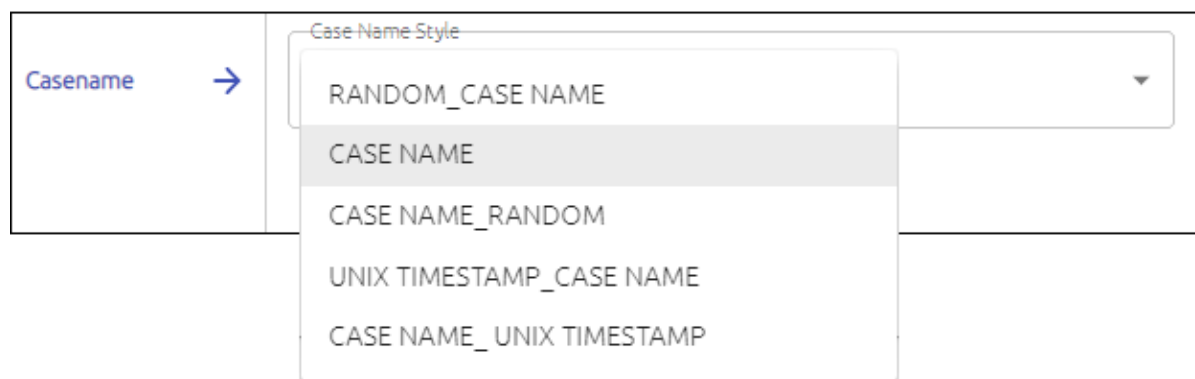 Case Name Style
Casename
RANDOM_CASE NAME
CASE NAME
CASE NAME_RANDOM
UNIX TIMESTAMP_CASE NAME
CASE NAME_ UNIX TIMESTAMP